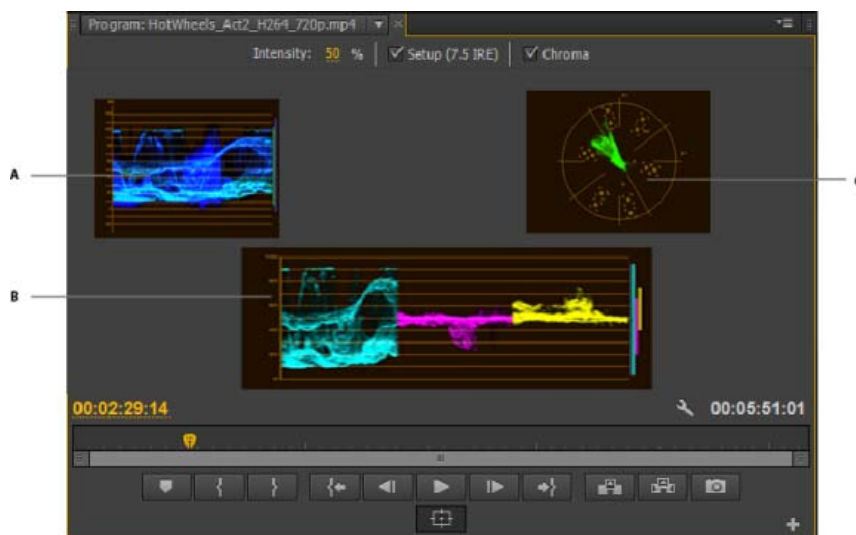 Program: HotWheels_Act2_H264_720p.mp4
Intensity: 50 % Setup (7.5 IRE) Chroma
A
B
00:02:29:14
00:05:51:01